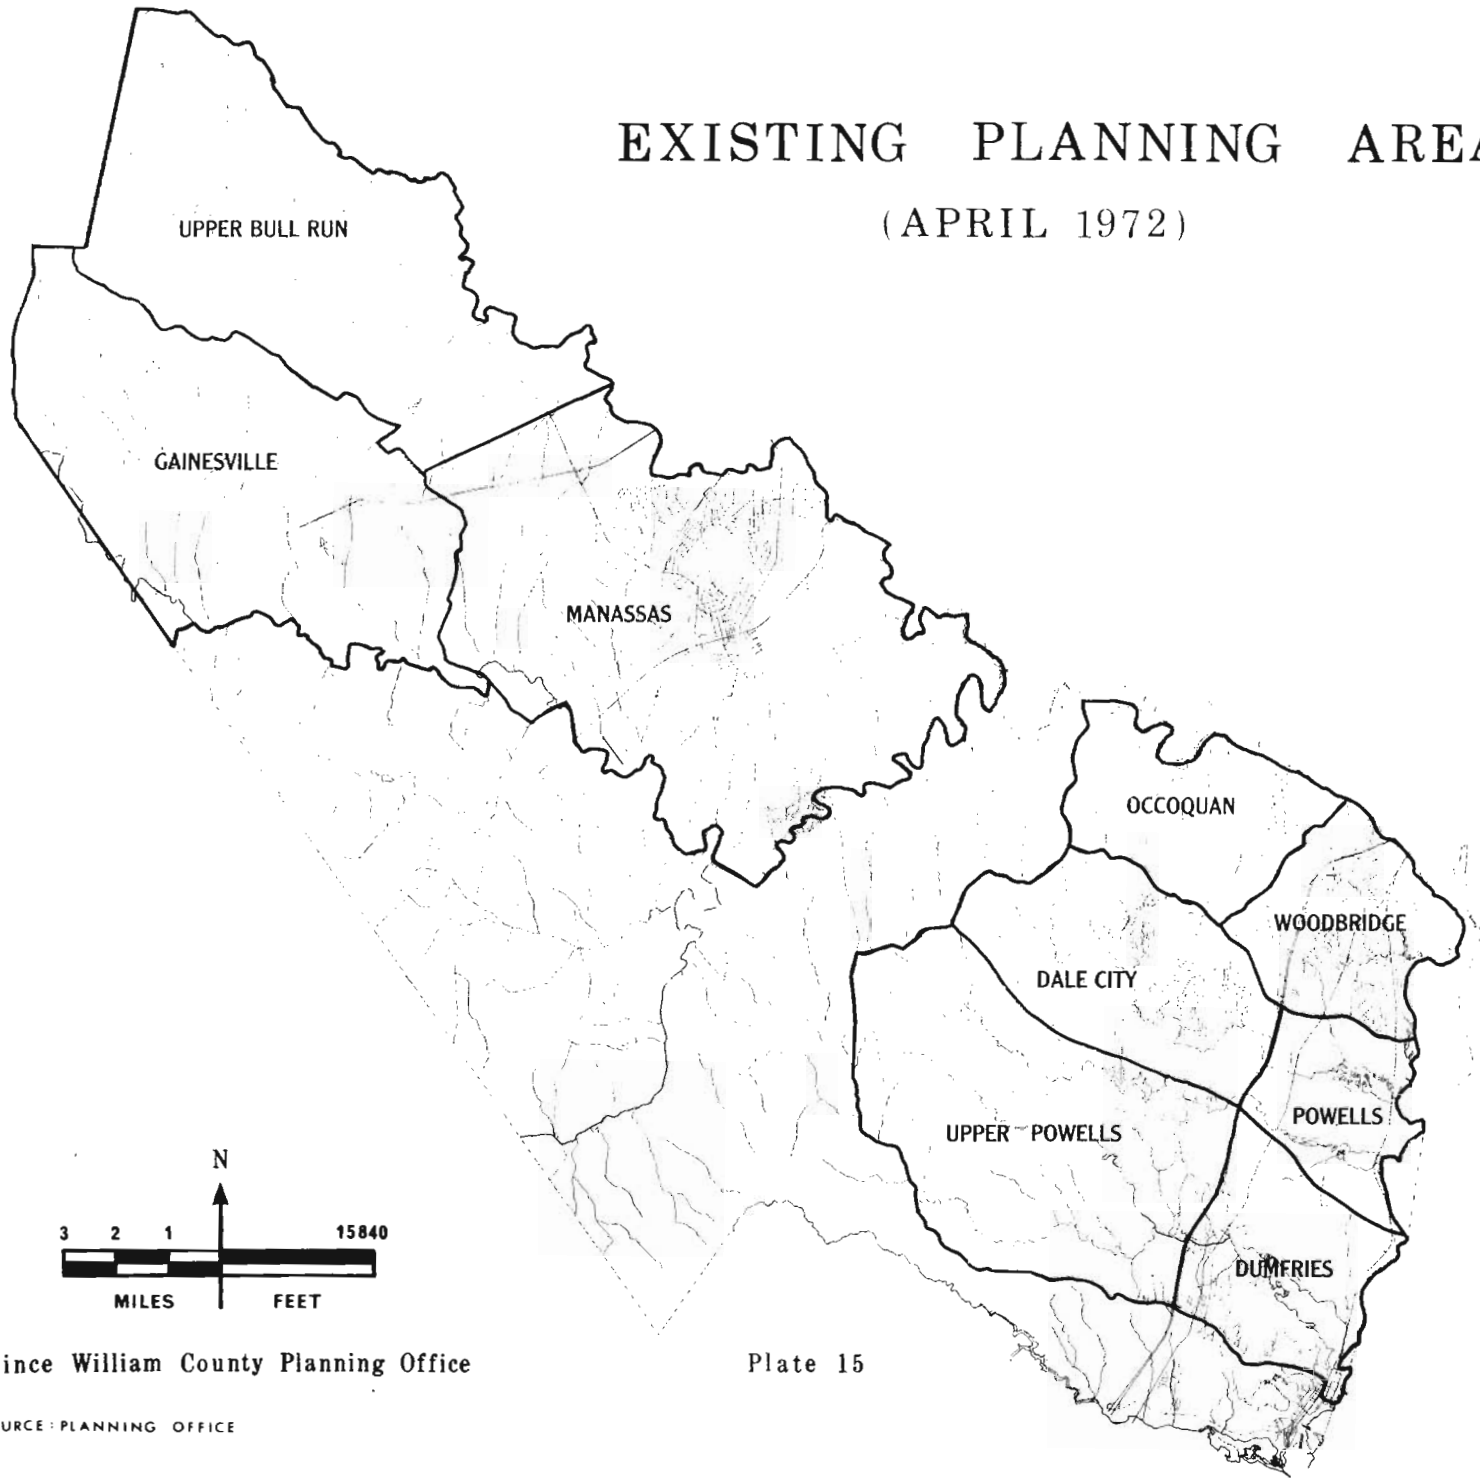 EXISTING PLANNING AREA
(APRIL 1972)
UPPER BULL RUN
GAINESVILLE
MANASSAS
OCCOQUAN
WOODBRIDGE
DALE CITY
POWELLS
UPPER POWELLS
DUMFRIES
N
3 2 1 15840
MILES FEET
ince William County Planning Office
Plate 15
URCE: PLANNING OFFICE